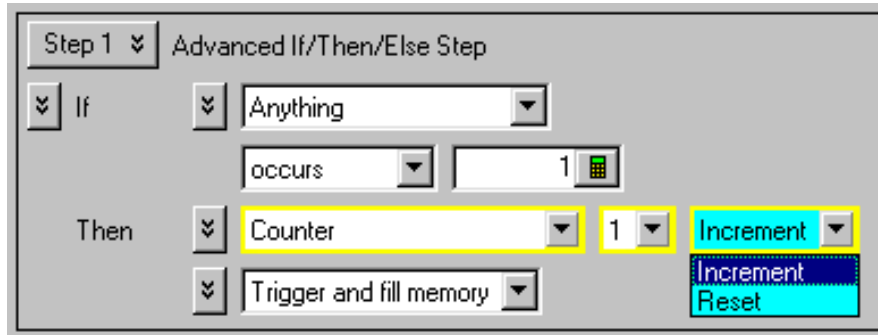 Step 1 Advanced If/Then/Else Step
If Anything
occurs 1
Then Counter 1 Increment
Increment
Trigger and fill memory Reset